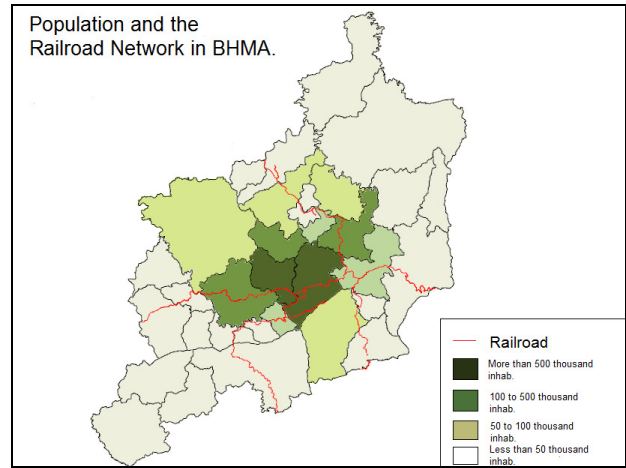 Population and the
Railroad Network in BHMA.
Railroad
More than 500 thousand
inhab.
100 to 500 thousand
inhab.
50 to 100 thousand
inhab.
Less than 50 thousand
inhab.